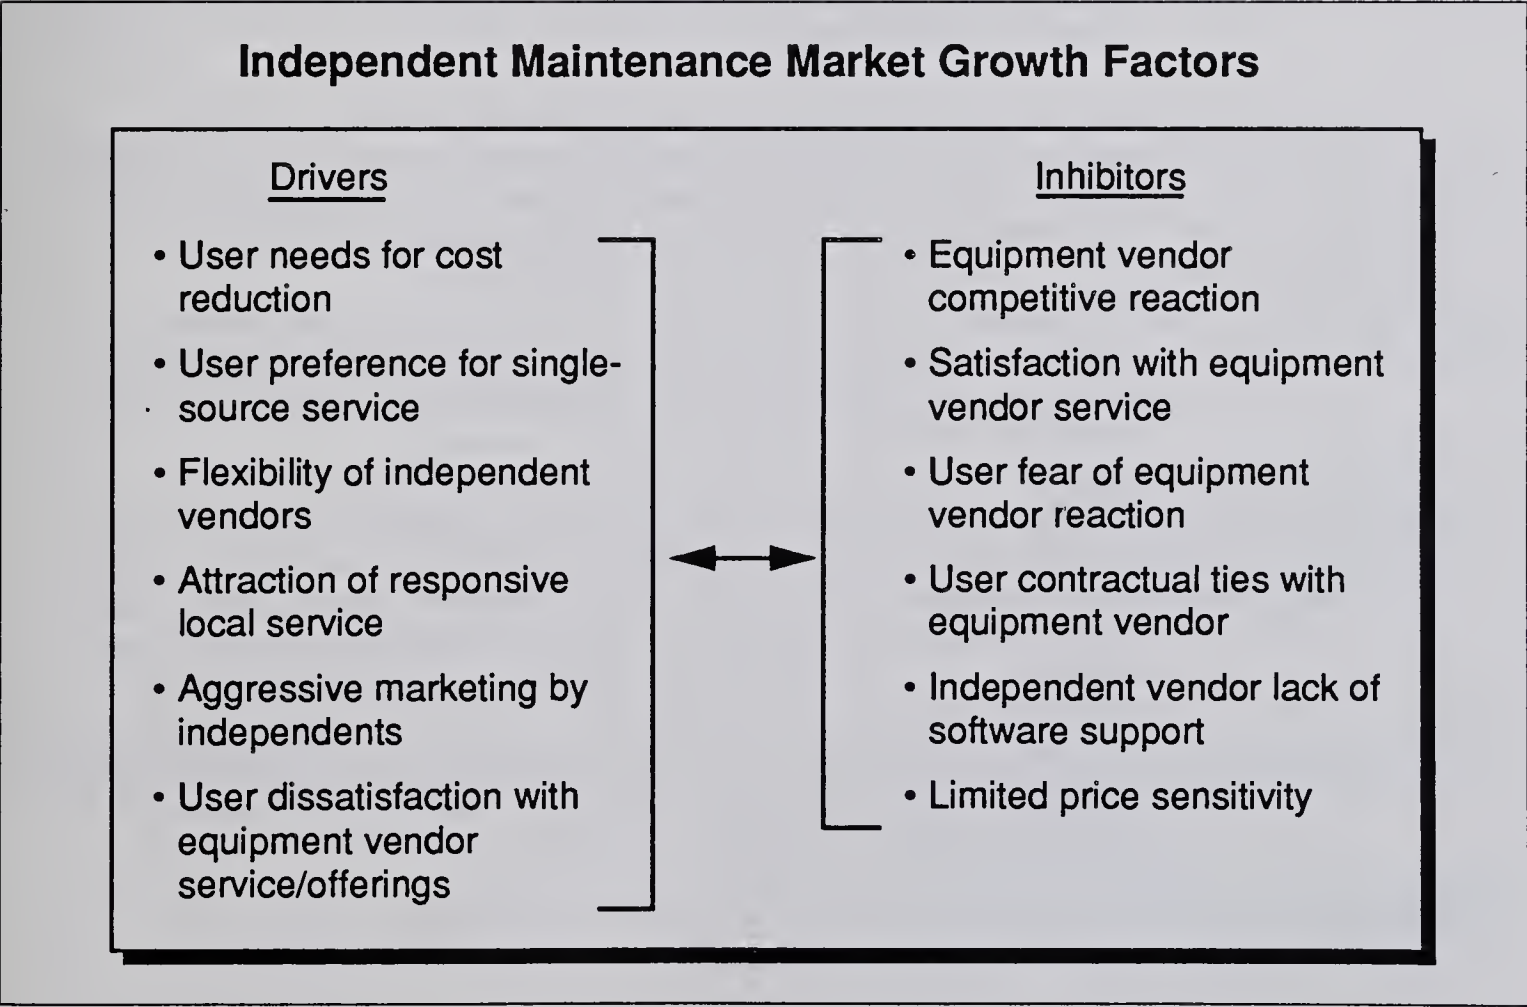 Independent Maintenance Market Growth Factors
Drivers
• User needs for cost
reduction
• User preference for single-
source service
• Flexibility of independent
vendors
• Attraction of responsive
local service
• Aggressive marketing by
independents
• User dissatisfaction with
equipment vendor
service/offerings
Inhibitors
• Equipment vendor
competitive reaction
• Satisfaction with equipment
vendor service
• User fear of equipment
vendor reaction
• User contractual ties with
equipment vendor
• Independent vendor lack of
software support
• Limited price sensitivity